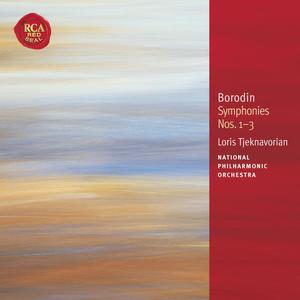 RCA
RED
SEAL
Borodin
Symphonies
Nos. 1–3
Loris Tjeknavorian
NATIONAL
PHILHARMONIC
ORCHESTRA